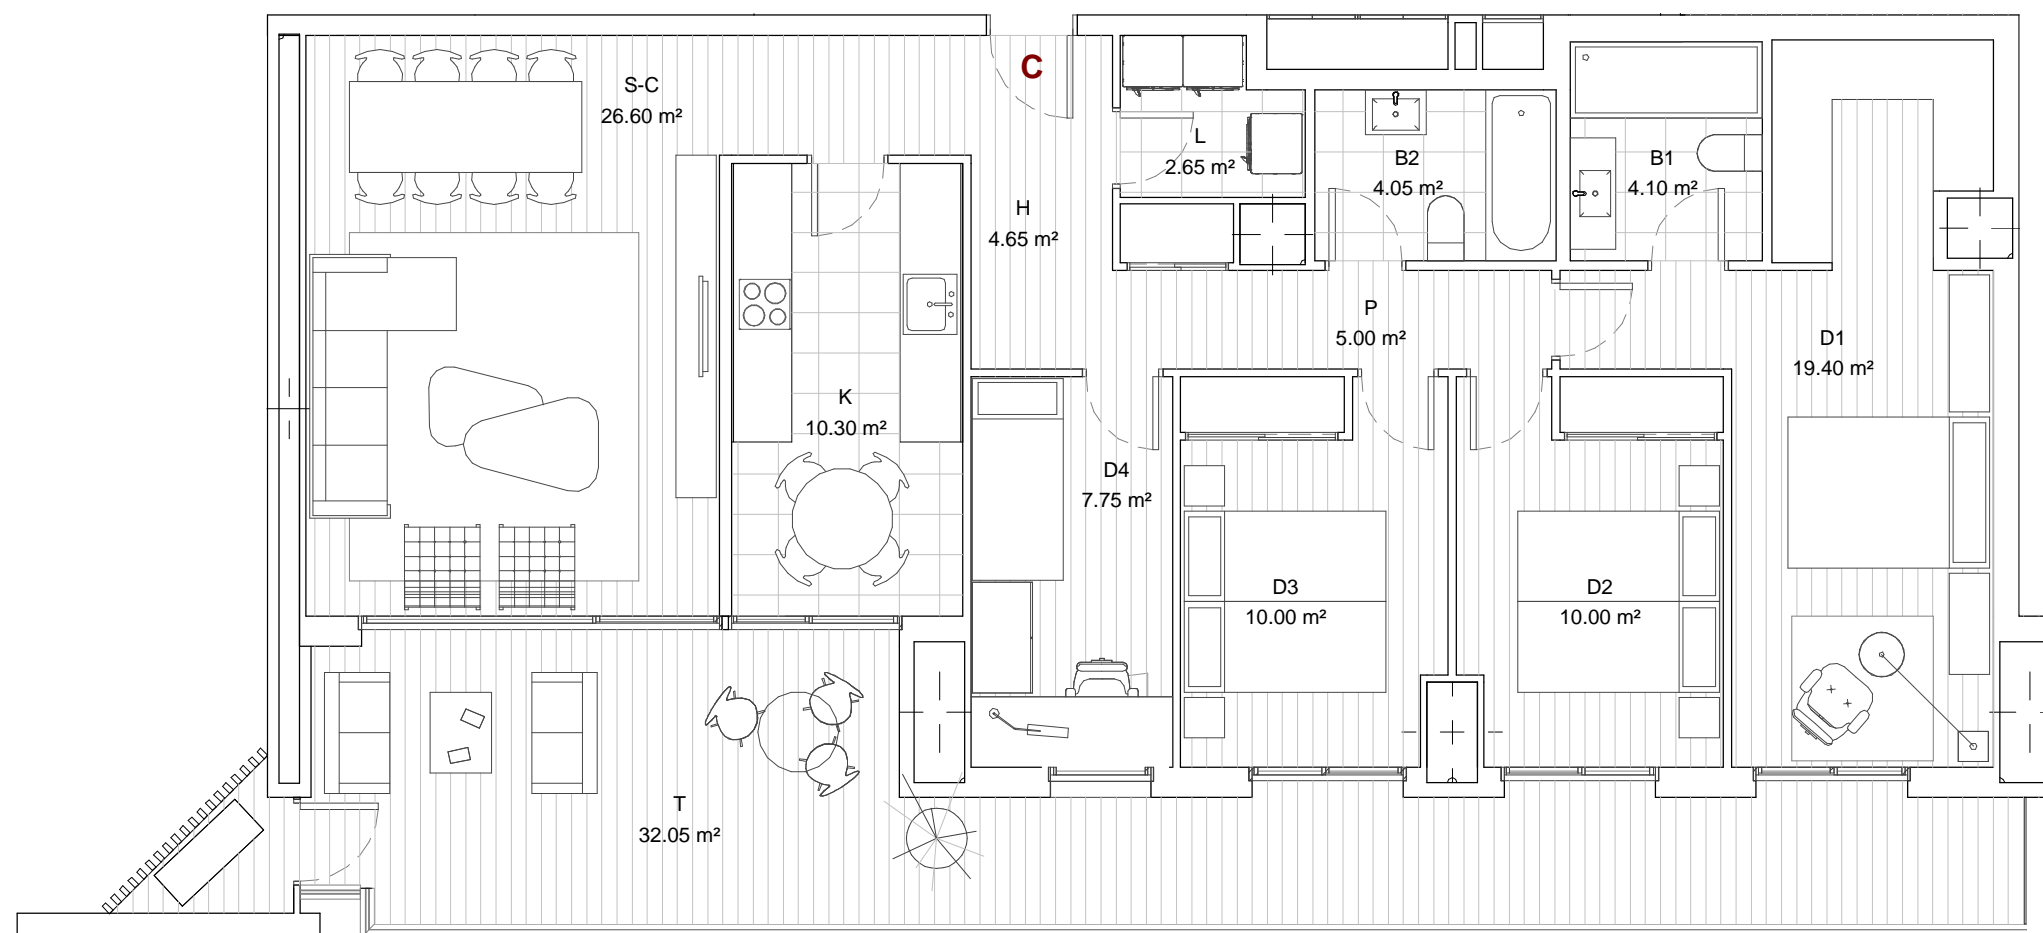 C
S-C
26.60 m²
L
2.65 m²
B2
4.05 m²
B1
4.10 m²
H
4.65 m²
P
5.00 m²
D1
19.40 m²
K
10.30 m²
D4
7.75 m²
D3
10.00 m²
D2
10.00 m²
T
32.05 m²